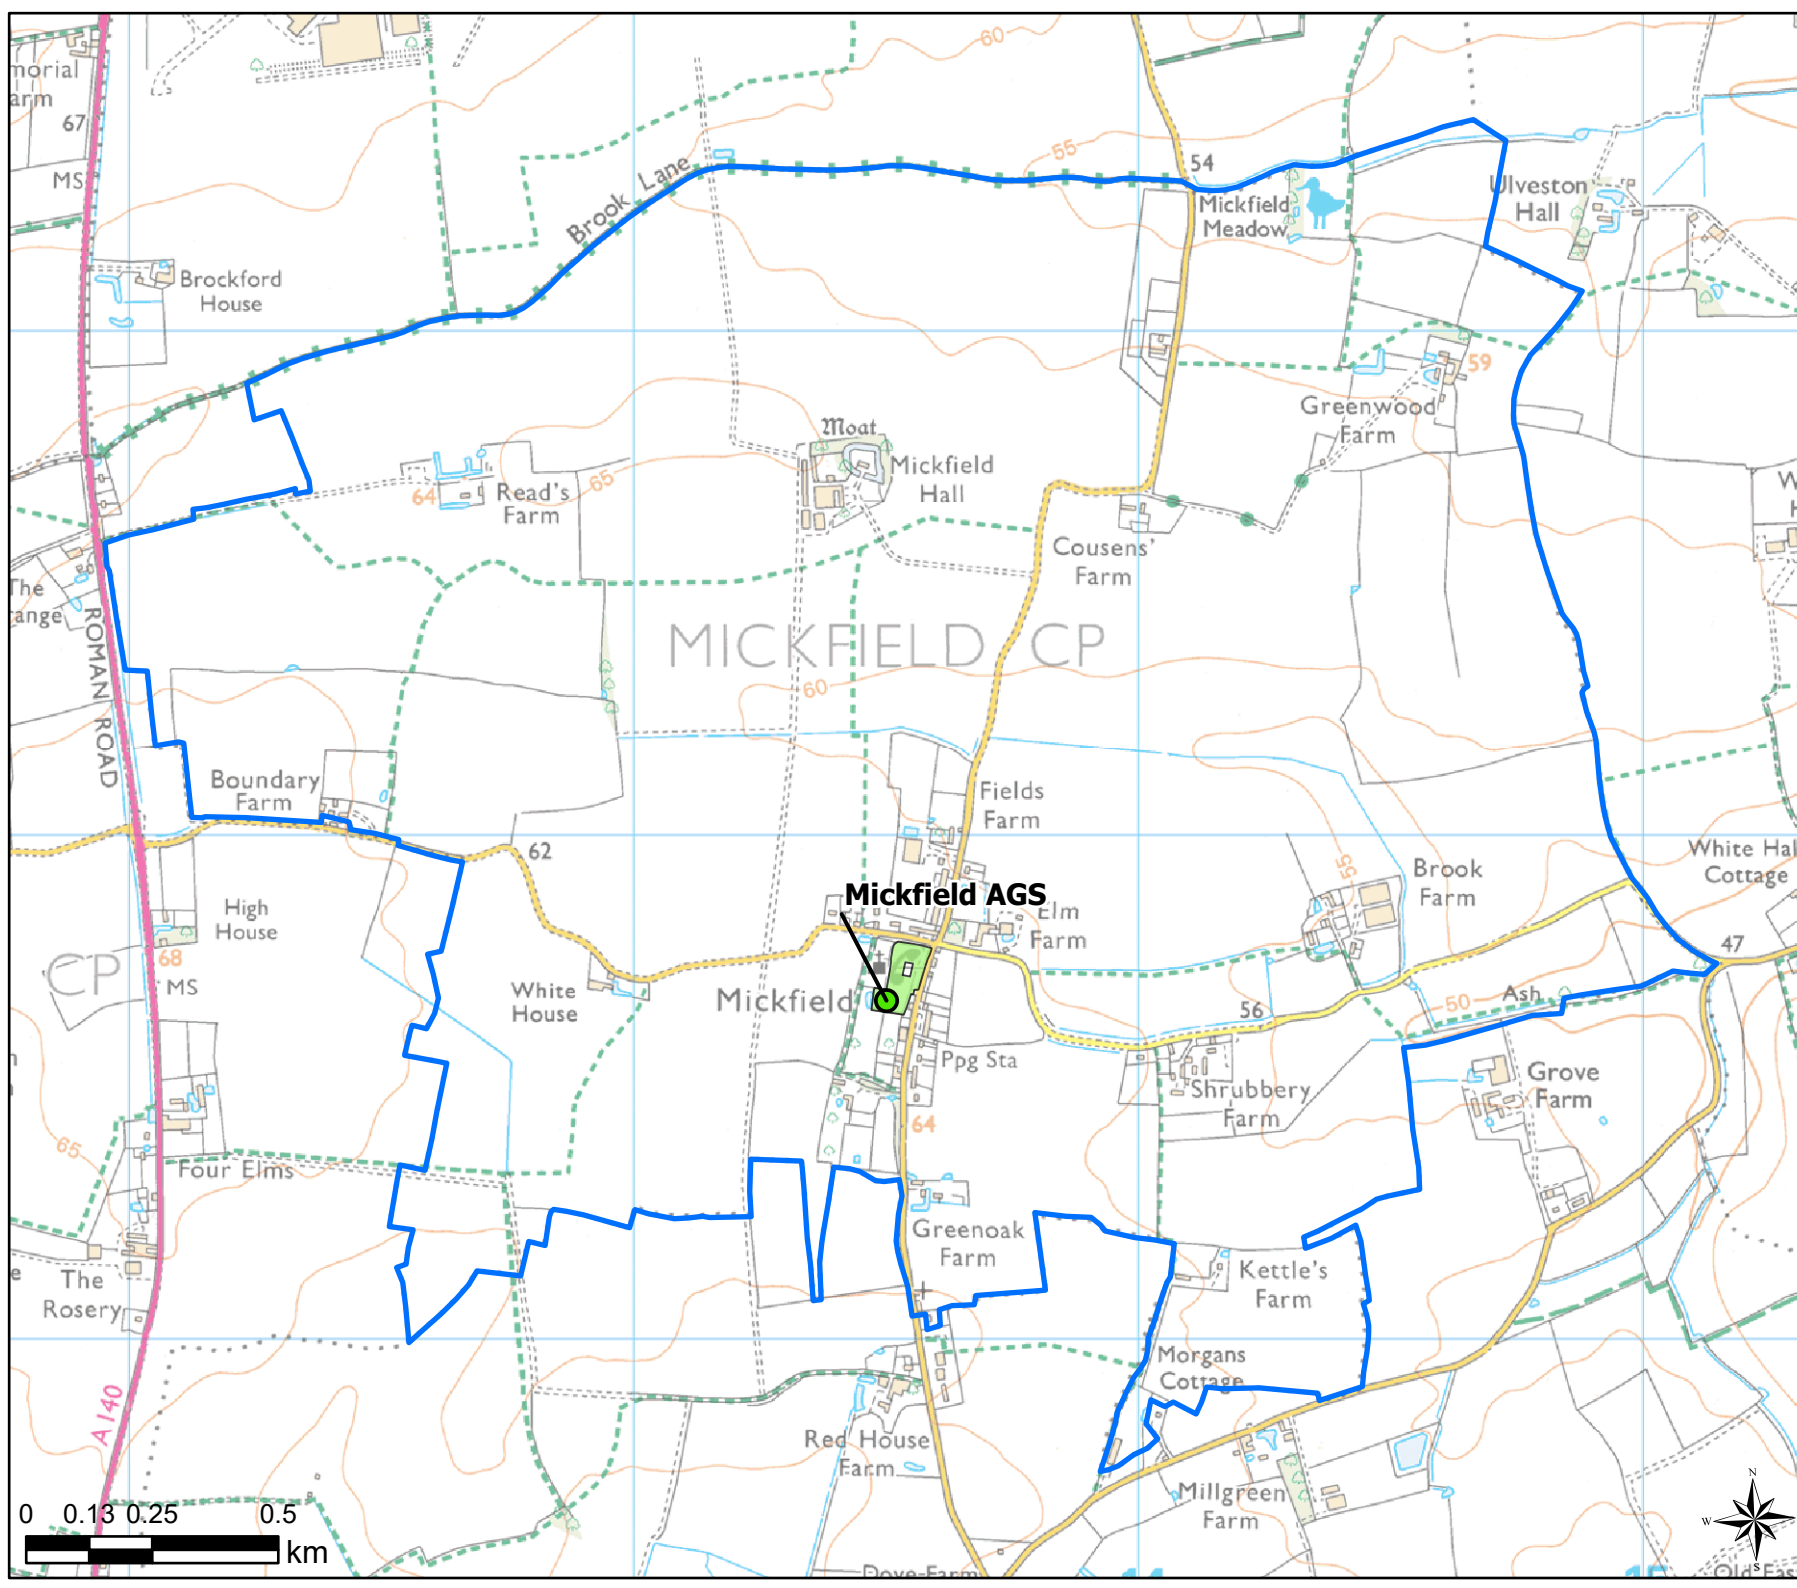 60
morial
arm
67
MS
55
54
Brook Lane
Mickfield
Meadow
Ulveston
Hall
Brockford
House
59
Greenwood
Farm
Moat
Mickfield
Hall
65
64
Read's
Farm
Cousens'
Farm
The
range
ROMAN ROAD
MICKFIELD CP
60
Boundary
Farm
Fields
Farm
62
55
Brook
Farm
White Hal
Cottage
Mickfield AGS
High
House
Elm
Farm
47
CP
68
MS
White
House
Mickfield
50
Ash
56
Ppg Sta
Shrubbery
Farm
Grove
Farm
64
65
Four Elms
Greenoak
Farm
The
Rosery
Kettle's
Farm
Morgans
Cottage
A 140
Red House
Farm
Millgreen
Farm
0 0.13 0.25 0.5
km
N
W
S
Dove Farm